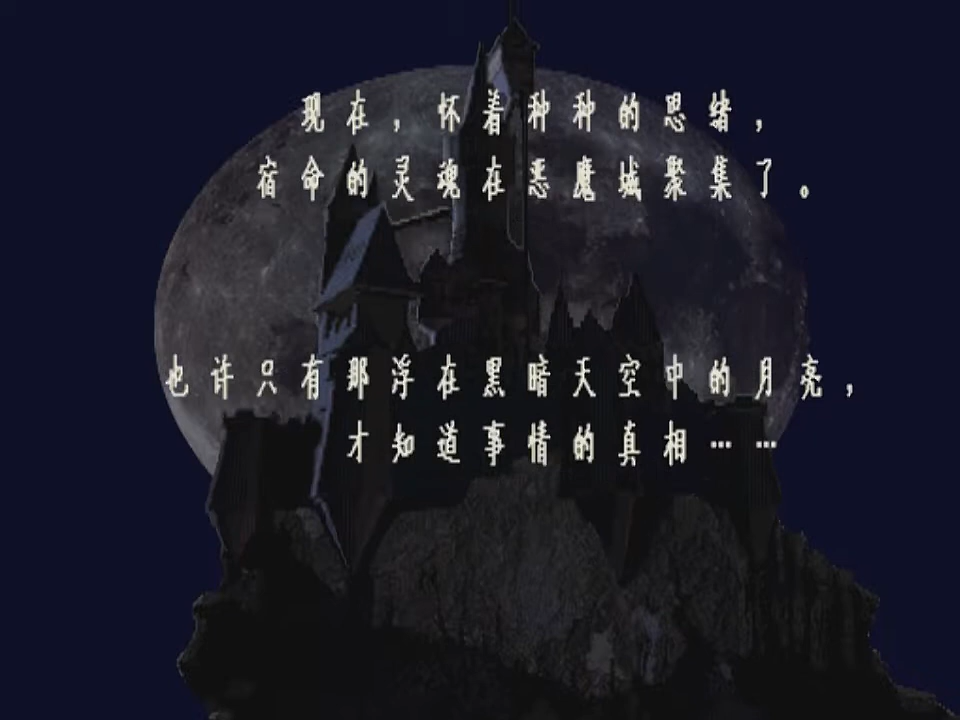 现在，怀着种种的思绪，
宿命的灵魂在恶魔城聚集了。
也许只有那浮在黑暗天空中的月亮，
才知道事情的真相……